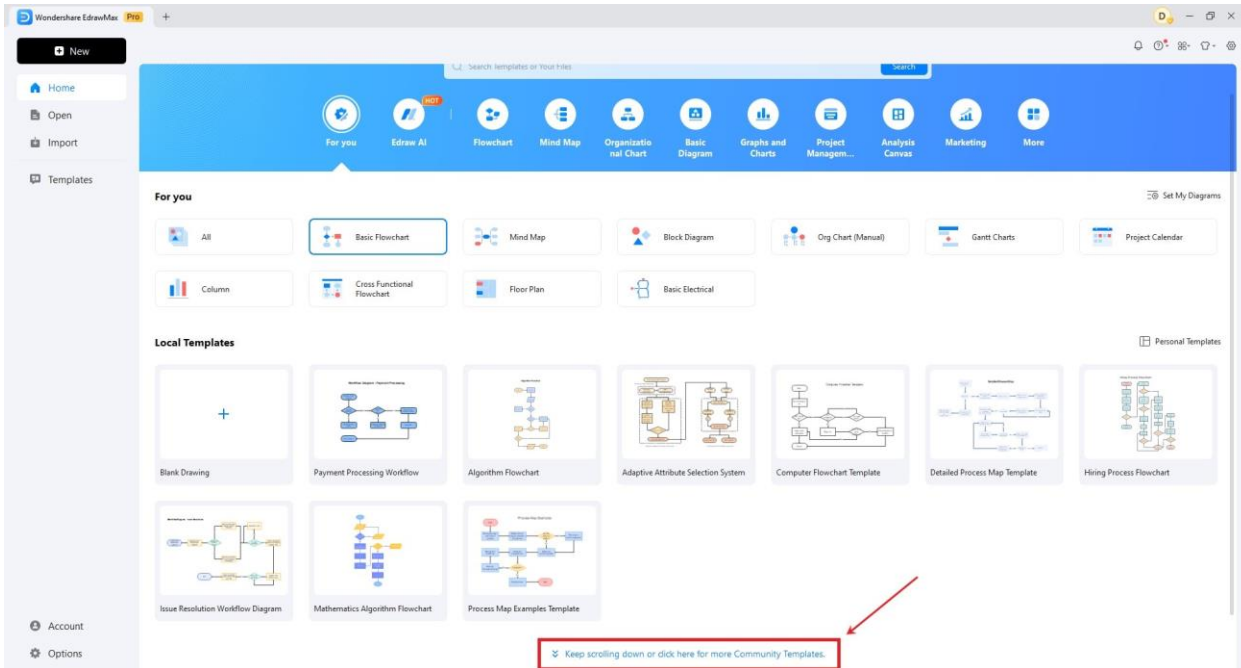 Wondershare EdrawMax Pro
D
New
Search Templates or Your Files
Search
Home
Open
Import
Templates
HOT
For you
Edraw AI
Flowchart
Mind Map
Organizatio
nal Chart
Basic
Diagram
Graphs and
Charts
Project
Managem...
Analysis
Canvas
Marketing
More
For you
Set My Diagrams
All
Basic Flowchart
Mind Map
Block Diagram
Org Chart (Manual)
Gantt Charts
Project Calendar
Column
Cross Functional
Flowchart
Floor Plan
Basic Electrical
Local Templates
Personal Templates
Blank Drawing
Payment Processing Workflow
Algorithm Flowchart
Adaptive Attribute Selection System
Computer Flowchart Template
Detailed Process Map Template
Hiring Process Flowchart
Issue Resolution Workflow Diagram
Mathematics Algorithm Flowchart
Process Map Examples Template
Keep scrolling down or click here for more Community Templates.
Account
Options